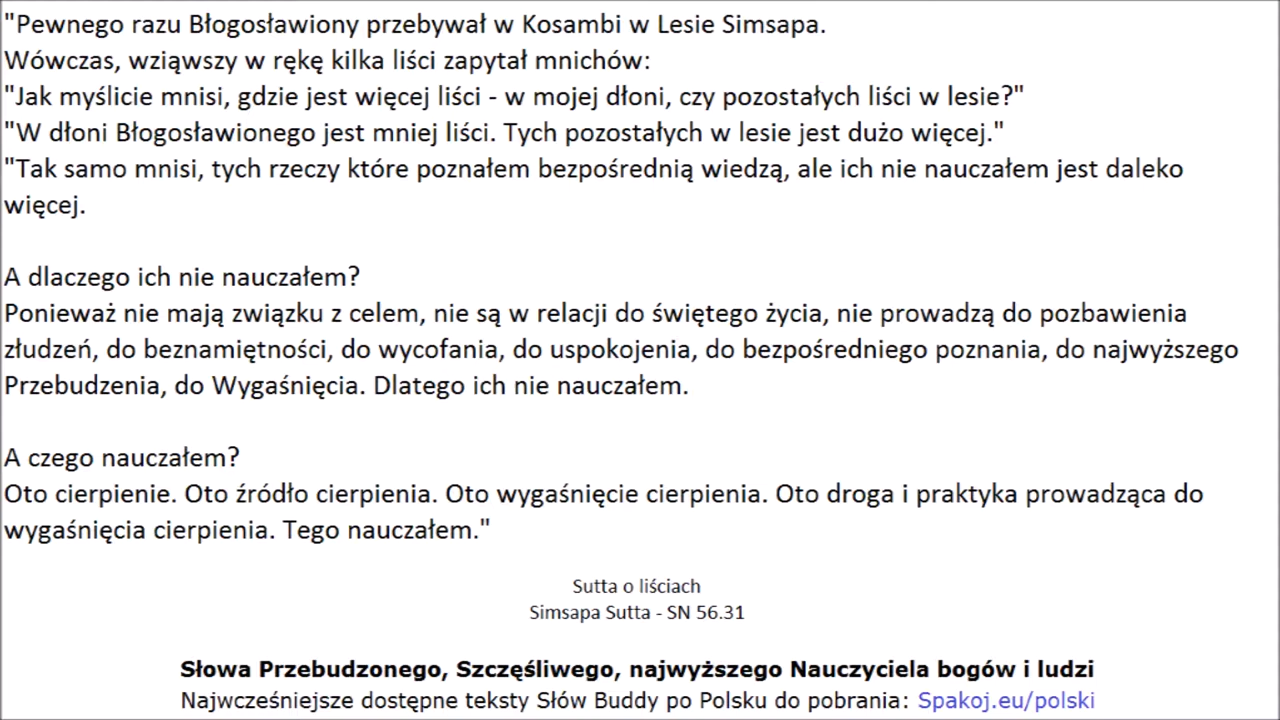 "Pewnego razu Błogosławiony przebywał w Kosambi w Lesie Simsapa.
Wówczas, wziąwszy w rękę kilka liści zapytał mnichów:
"Jak myślicie mnisi, gdzie jest więcej liści - w mojej dłoni, czy pozostałych liści w lesie?"
"W dłoni Błogosławionego jest mniej liści. Tych pozostałych w lesie jest dużo więcej."
"Tak samo mnisi, tych rzeczy które poznałem bezpośrednią wiedzą, ale ich nie nauczałem jest daleko
więcej.
A dlaczego ich nie nauczałem?
Ponieważ nie mają związku z celem, nie są w relacji do świętego życia, nie prowadzą do pozbawienia
złudzeń, do beznamiętności, do wycofania, do uspokojenia, do bezpośredniego poznania, do najwyższego
Przebudzenia, do Wygaśnięcia. Dlatego ich nie nauczałem.
A czego nauczałem?
Oto cierpienie. Oto źródło cierpienia. Oto wygaśnięcie cierpienia. Oto droga i praktyka prowadząca do
wygaśnięcia cierpienia. Tego nauczałem."
Sutta o liściach
Simsapa Sutta - SN 56.31
Słowa Przebudzonego, Szczęśliwego, najwyższego Nauczyciela bogów i ludzi
Najwcześniejsze dostępne teksty Słów Buddy po Polsku do pobrania: Spakoj.eu/polski